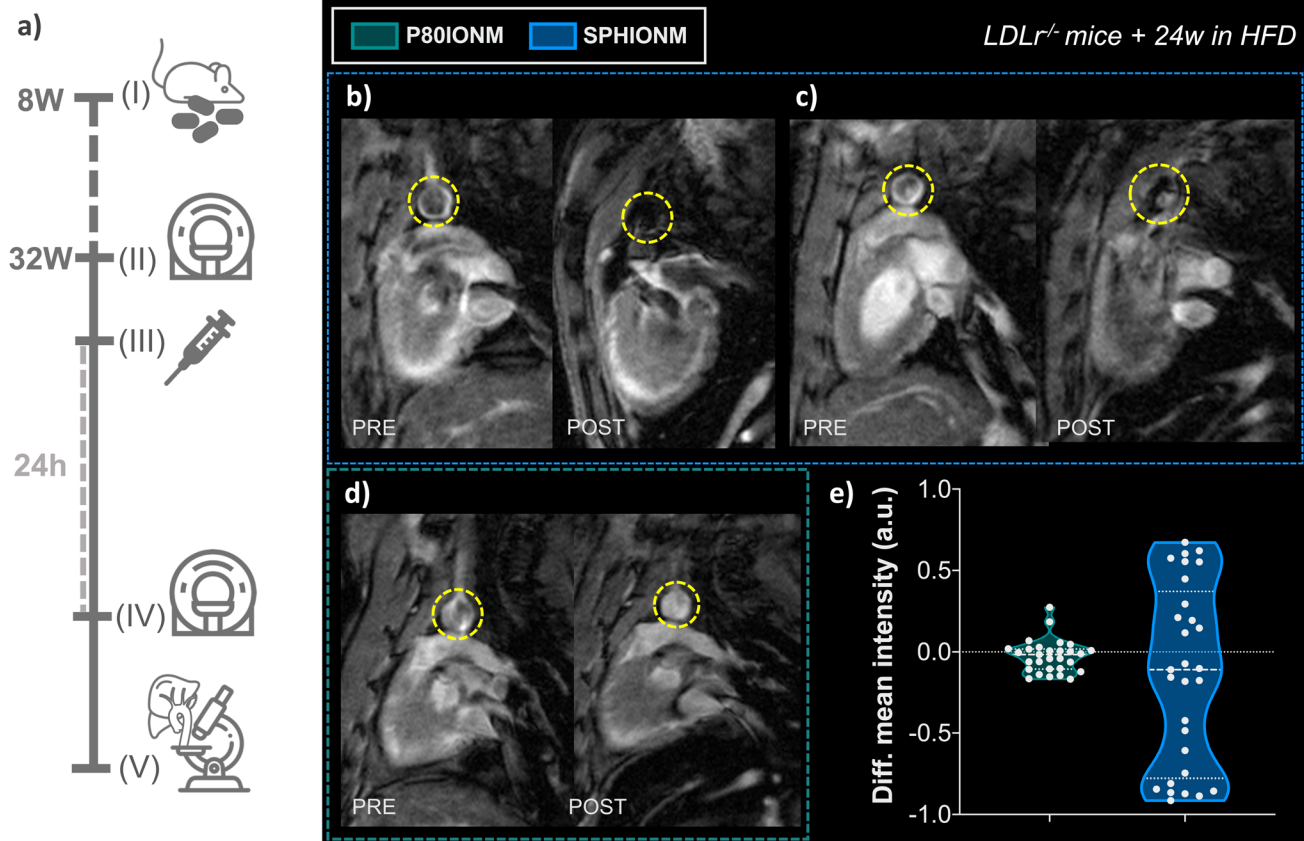 a)
8W
(I)
32W
(II)
(III)
24h
(IV)
(V)
P80IONM
SPHIONM
LDLr-/- mice + 24w in HFD
b)
PRE
POST
c)
PRE
POST
d)
PRE
POST
e)
Diff. mean intensity (a.u.)
1.0
0.5
0.0
-0.5
-1.0